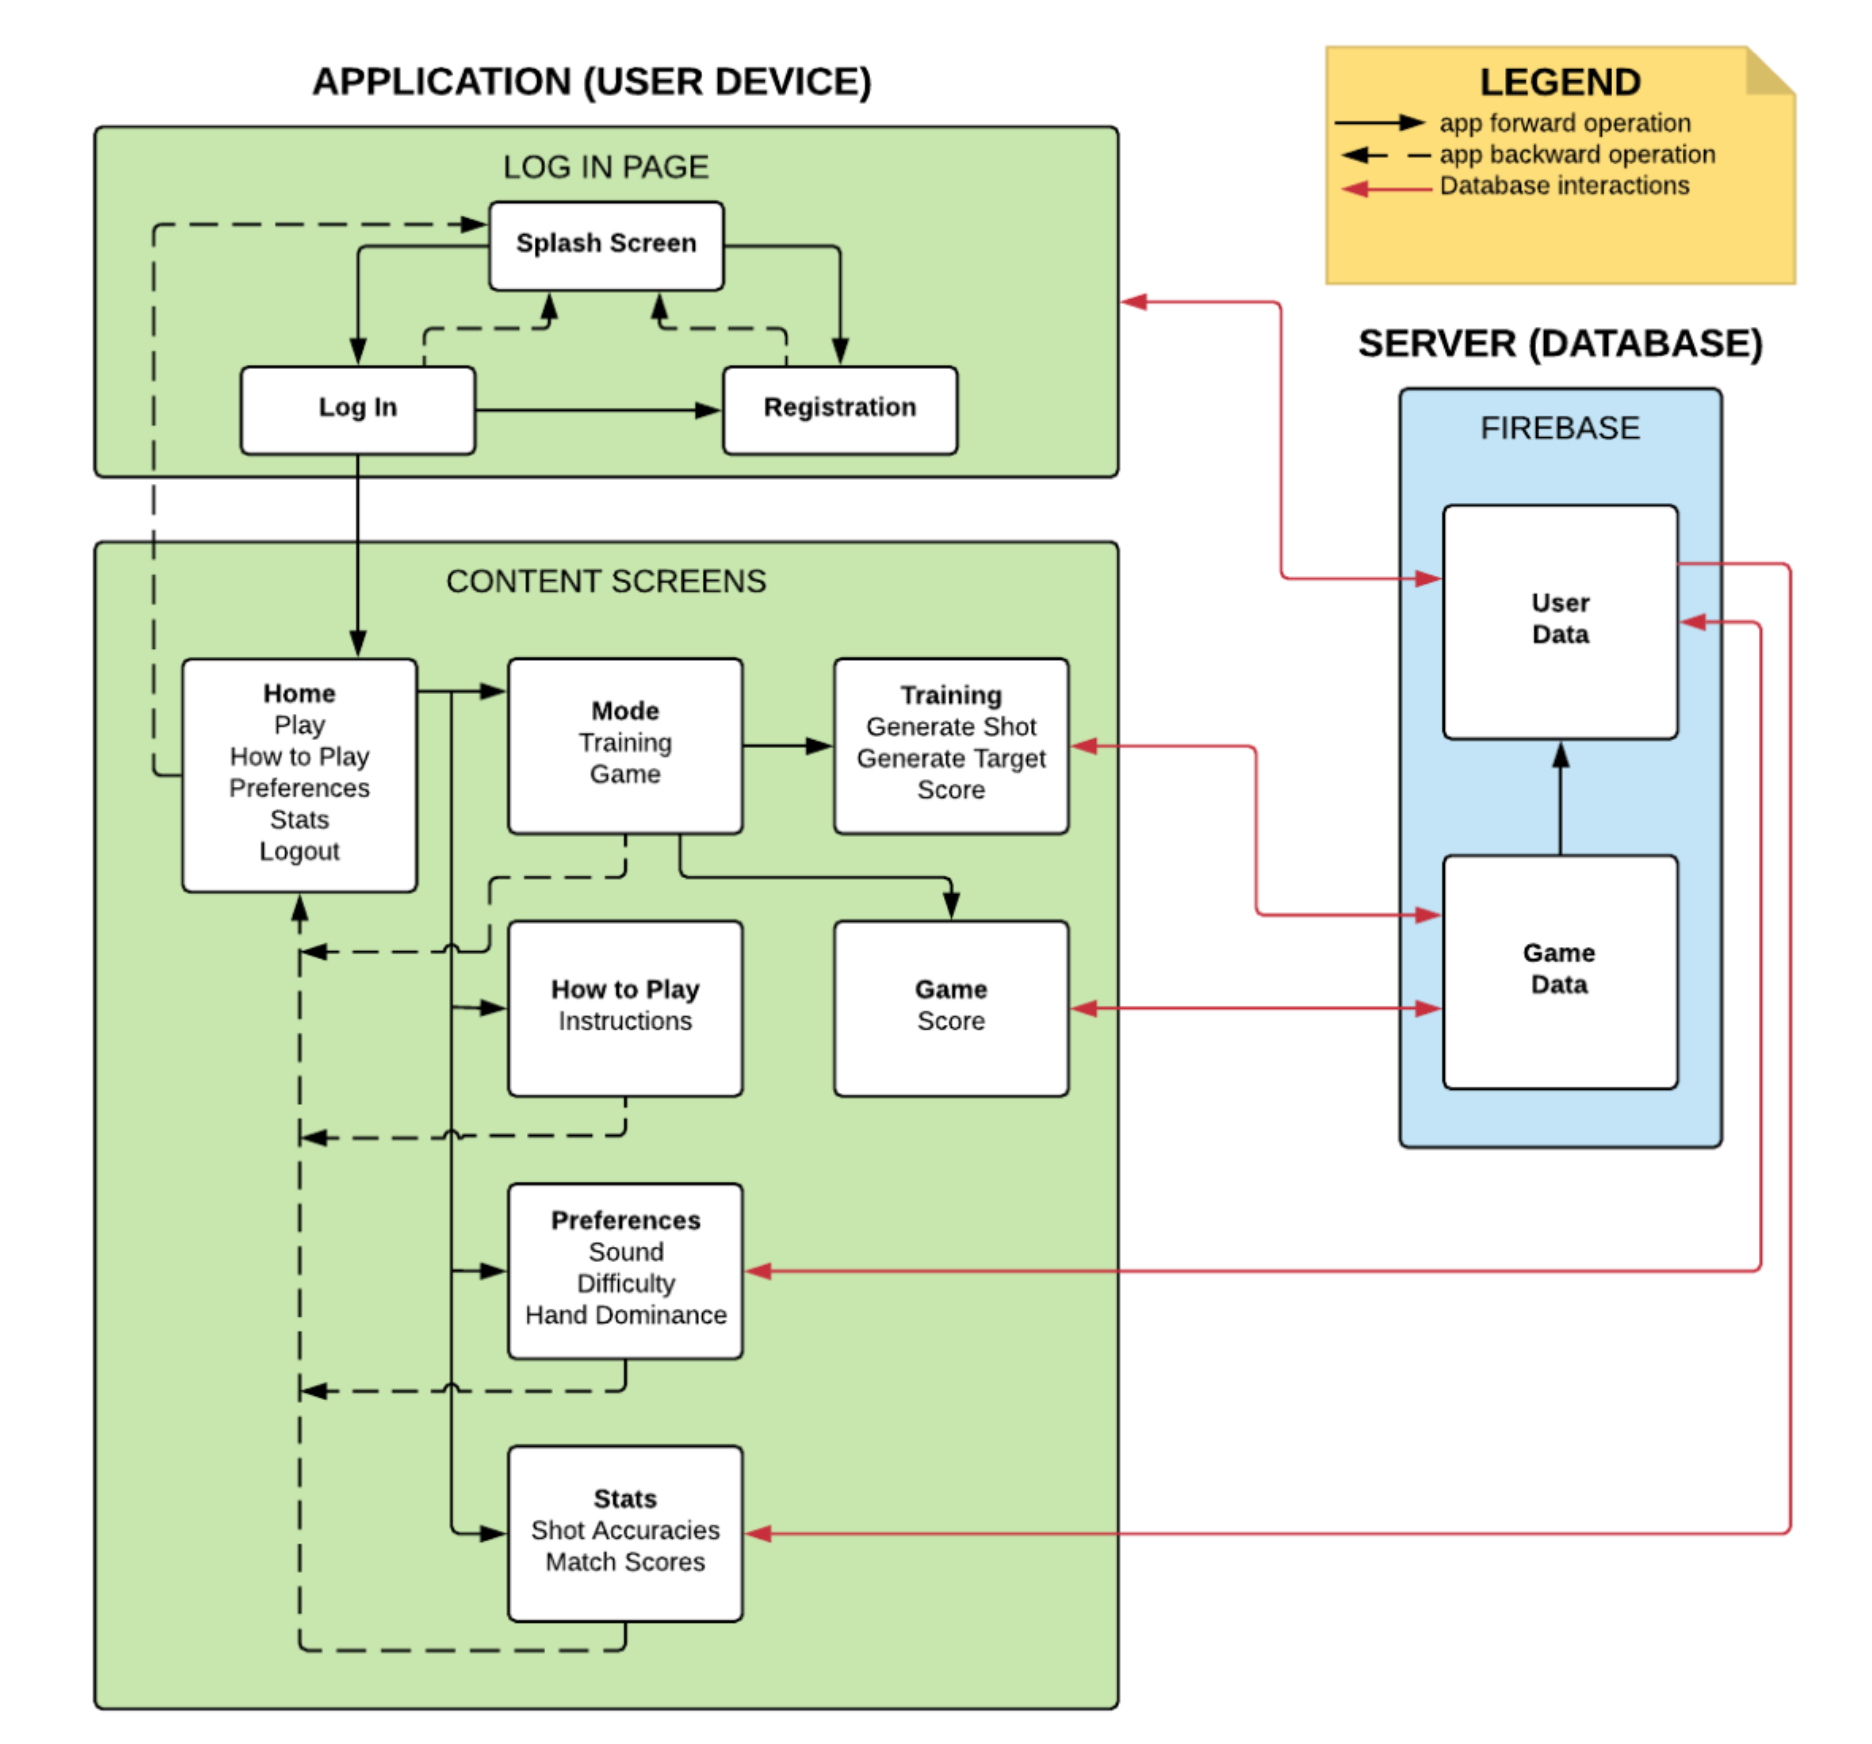 APPLICATION (USER DEVICE)
LOG IN PAGE
Splash Screen
Log In
Registration
CONTENT SCREENS
Home
Play
How to Play
Preferences
Stats
Logout
Mode
Training
Game
Training
Generate Shot
Generate Target
Score
How to Play
Instructions
Game
Score
Preferences
Sound
Difficulty
Hand Dominance
Stats
Shot Accuracies
Match Scores
LEGEND
app forward operation
app backward operation
Database interactions
SERVER (DATABASE)
FIREBASE
User
Data
Game
Data